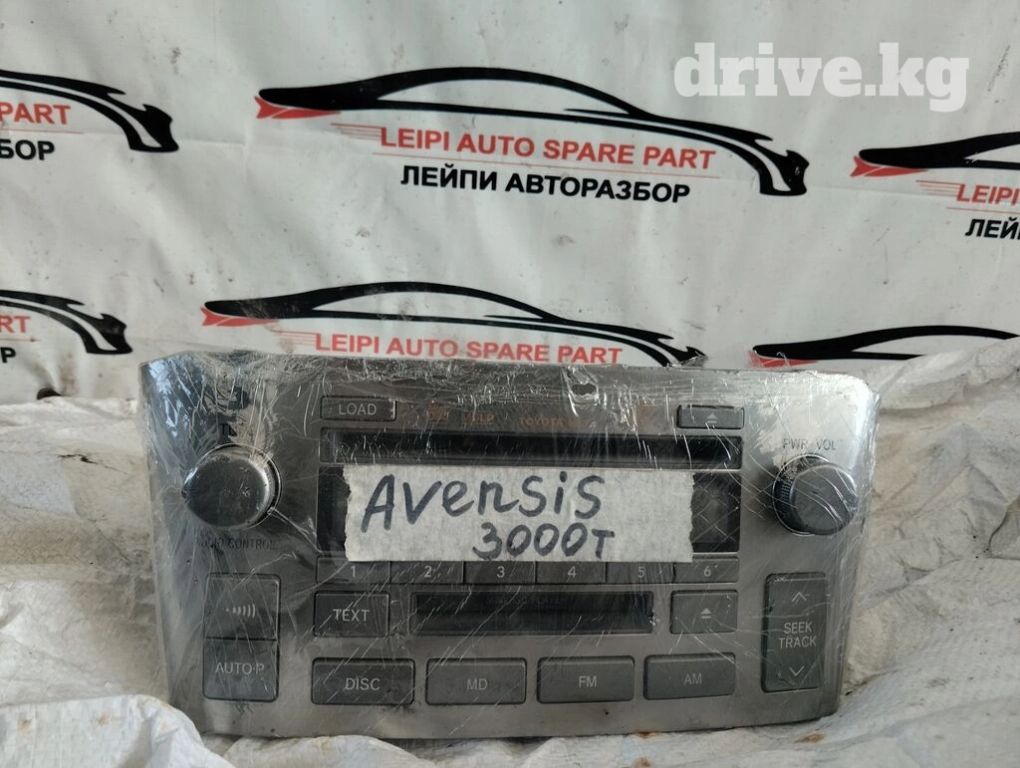 drive.kg
LEIPI AUTO SPARE PART
ЛЕЙПИ АВТОРАЗБОР
PART
БОР
LEIPI
ЛЕЙ
RT
LEIPI AUTO SPARE PART
LOAD
PWR·VOL
AVensis
3000т
1 2 3 4 5 6
TEXT
SEEK
TRACK
AUTO·P
DISC MD FM AM